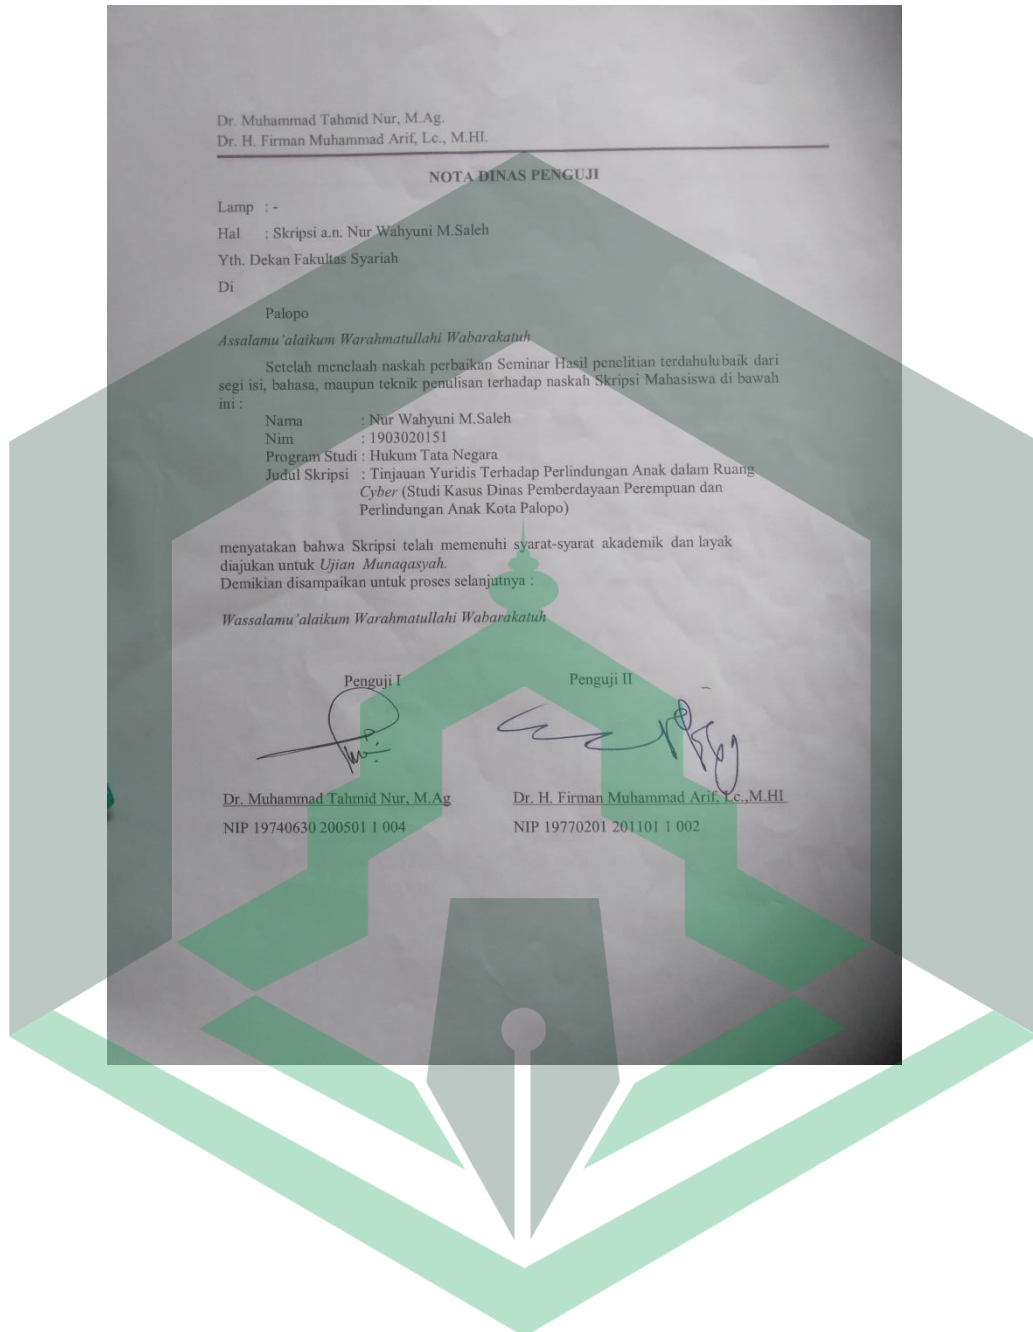 Dr. Muhammad Tahmid Nur, M.Ag.
Dr. H. Firman Muhammad Arif, Lc., M.HI.
NOTA DINAS PENGUJI
Lamp : -
Hal : Skripsi a.n. Nur Wahyuni M.Saleh
Yth. Dekan Fakultas Syariah
Di
Palopo
Assalamu'alaikum Warahmatullahi Wabarakatuh
Setelah menelaah naskah perbaikan Seminar Hasil penelitian terdahulu baik dari
segi isi, bahasa, maupun teknik penulisan terhadap naskah Skripsi Mahasiswa di bawah
ini :
Nama : Nur Wahyuni M.Saleh
Nim : 1903020151
Program Studi : Hukum Tata Negara
Judul Skripsi : Tinjauan Yuridis Terhadap Perlindungan Anak dalam Ruang
Cyber (Studi Kasus Dinas Pemberdayaan Perempuan dan
Perlindungan Anak Kota Palopo)
menyatakan bahwa Skripsi telah memenuhi syarat-syarat akademik dan layak
diajukan untuk Ujian Munaqasyah.
Demikian disampaikan untuk proses selanjutnya :
Wassalamu'alaikum Warahmatullahi Wabarakatuh
Penguji I Penguji II
Dr. Muhammad Tahmid Nur, M.Ag Dr. H. Firman Muhammad Arif, Lc.,M.HI
NIP 19740630 200501 1 004 NIP 19770201 201101 1 002